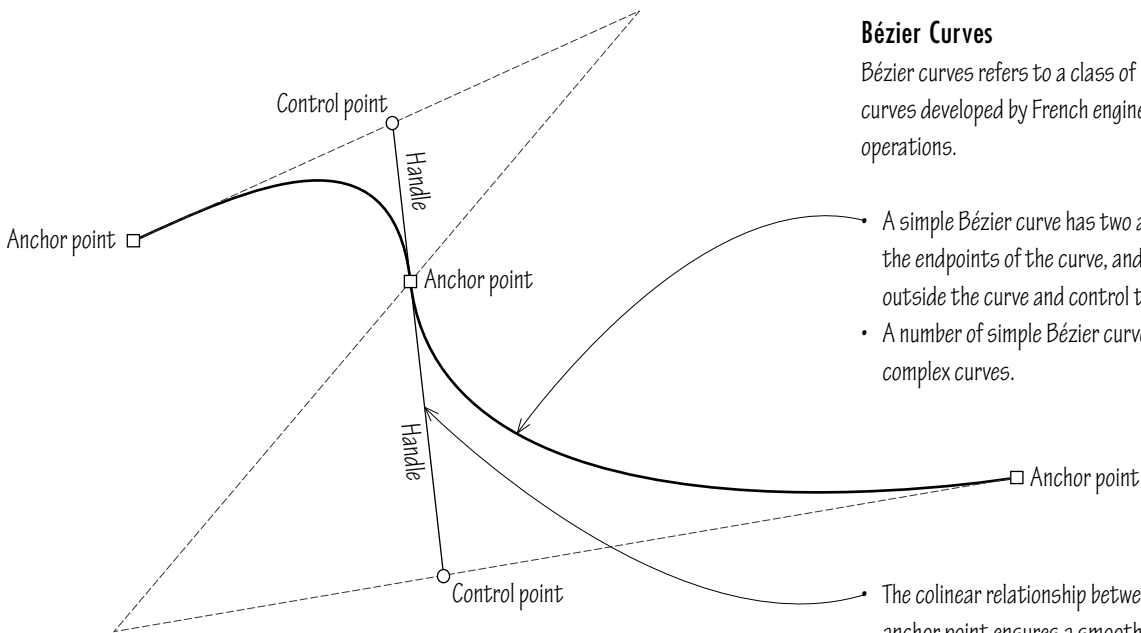 Bézier Curves
Bézier curves refers to a class of
curves developed by French engine
operations.
Control point
Handle
Anchor point
Anchor point
A simple Bézier curve has two a
the endpoints of the curve, and
outside the curve and control t
• A number of simple Bézier curve
complex curves.
Handle
Anchor point
Control point
The colinear relationship betwe
anchor point ensures a smooth